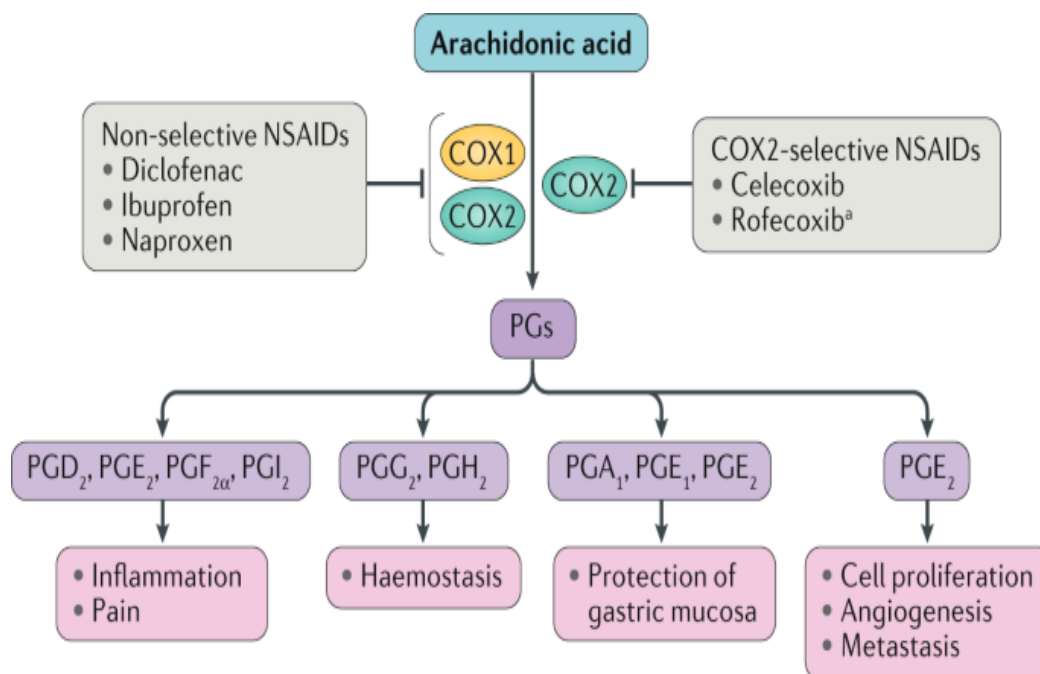 Arachidonic acid
Non-selective NSAIDs
• Diclofenac
• Ibuprofen
• Naproxen
COX1
COX2
COX2
COX2-selective NSAIDs
• Celecoxib
• Rofecoxibᵃ
PGs
PGD₂, PGE₂, PGF₂α, PGI₂
PGG₂, PGH₂
PGA₁, PGE₁, PGE₂
PGE₂
• Inflammation
• Pain
• Haemostasis
• Protection of
gastric mucosa
• Cell proliferation
• Angiogenesis
• Metastasis